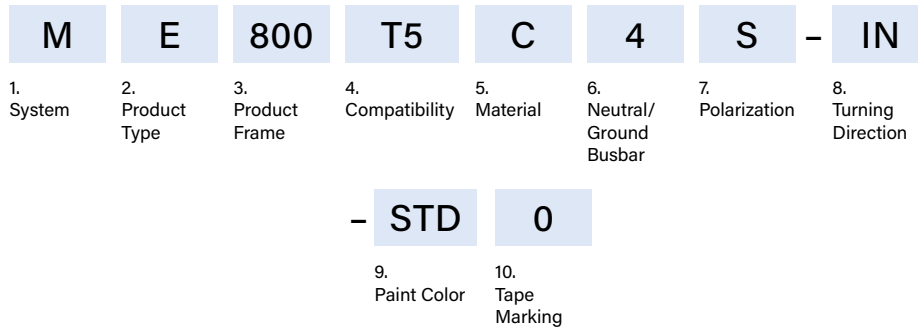 M E 800 T5 C 4 S – IN
1. 2. 3. 4. 5. 6. 7. 8.
System Product Product Compatibility Material Neutral/ Polarization Turning
Type Frame Ground Direction
Busbar
– STD 0
9. 10.
Paint Color Tape
Marking